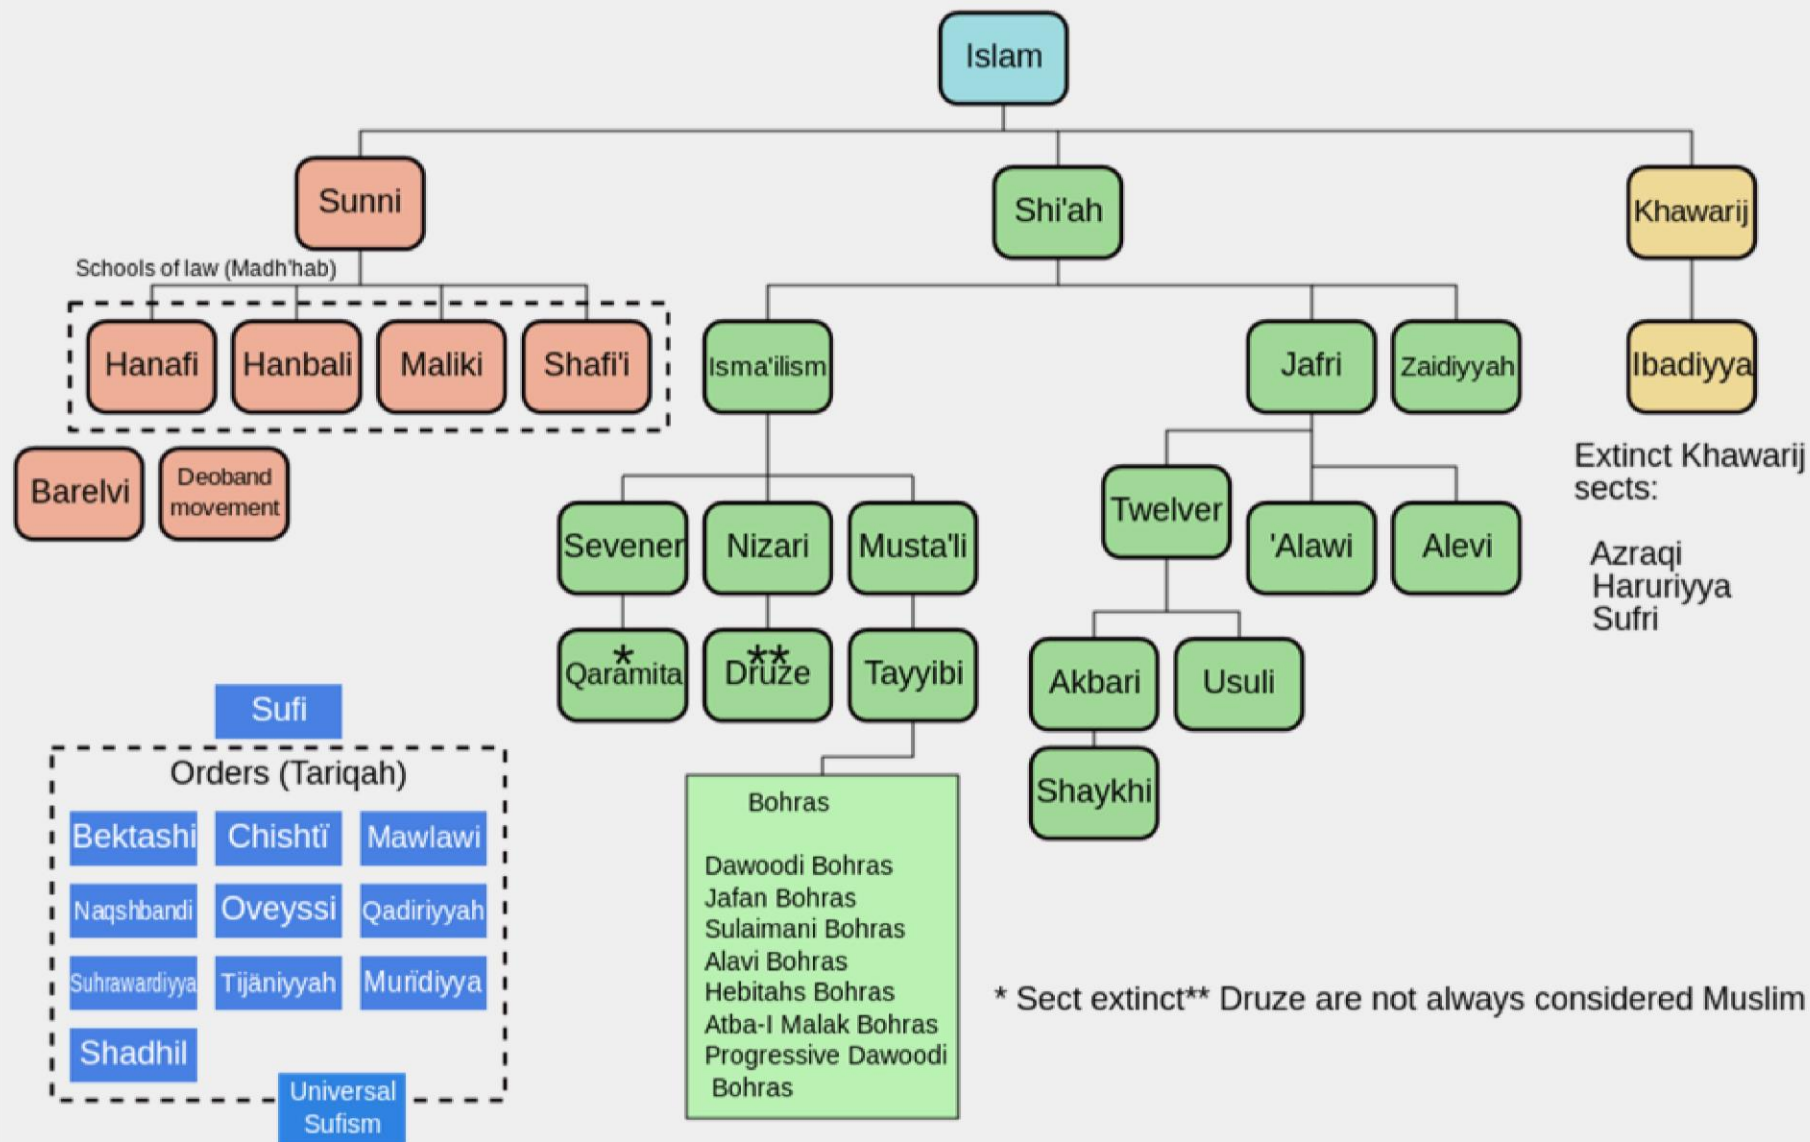 Islam
Sunni
Shi'ah
Khawarij
Schools of law (Madh'hab)
Hanafi
Hanbali
Maliki
Shafi'i
Isma'ilism
Jafri
Zaidiyyah
Ibadiyya
Barelvi
Deoband
movement
Extinct Khawarij
sects:
Azraqi
Haruriyya
Sufri
Sevener
Nizari
Musta'li
Twelver
'Alawi
Alevi
*
Qaramita
**
Druze
Tayyibi
Akbari
Usuli
Shaykhi
Sufi
Orders (Tariqah)
Bektashi
Chishtï
Mawlawi
Naqshbandi
Oveyssi
Qadiriyyah
Suhrawardiyya
Tijäniyyah
Murïdiyya
Shadhil
Universal
Sufism
Bohras
Dawoodi Bohras
Jafan Bohras
Sulaimani Bohras
Alavi Bohras
Hebitahs Bohras
Atba-I Malak Bohras
Progressive Dawoodi
Bohras
* Sect extinct** Druze are not always considered Muslim